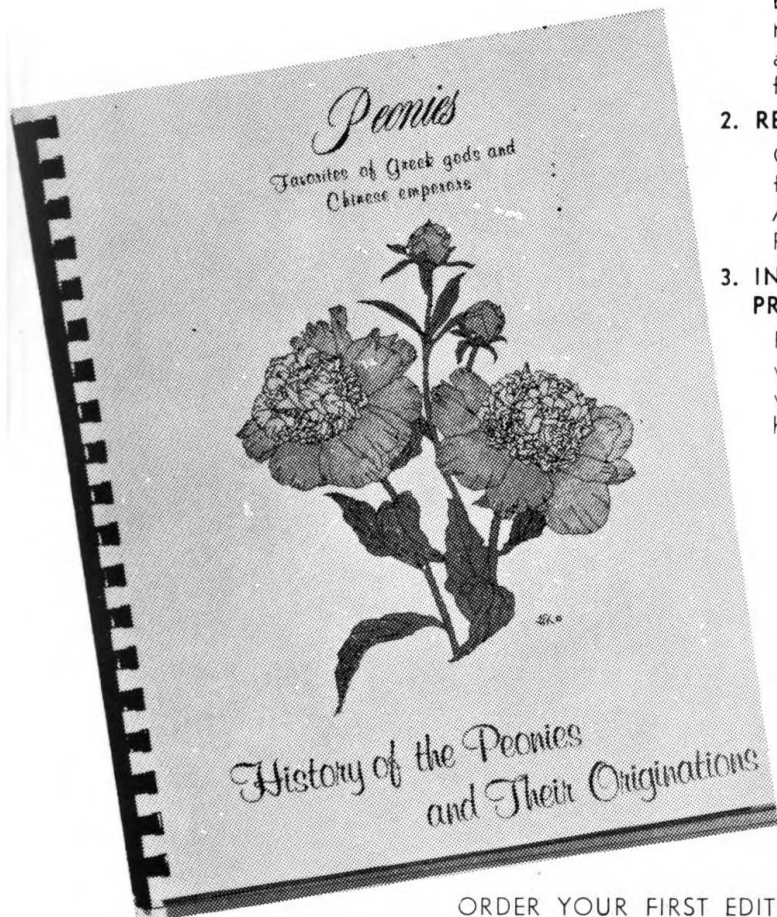 Peonies
Favorites of Greek gods and
Chinese emperors
History of the Peonies
and Their Originations
2. RE
3. IN
PR
ORDER YOUR FIRST EDIT